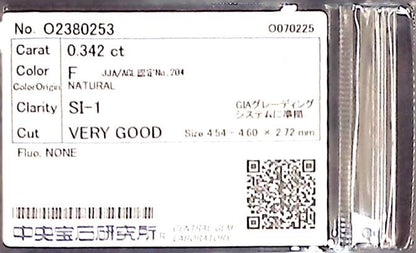 No. O2380253 O070225
Carat 0.342 ct
Color F JJA/AGL認定No.204
Color Origin NATURAL
Clarity SI-1 GIAグレーディング
システムに準拠
Cut VERY GOOD Size 4.54 - 4.60 × 2.72 mm
Fluo. NONE
中央宝石研究所 CENTRAL GEM
LABORATORY